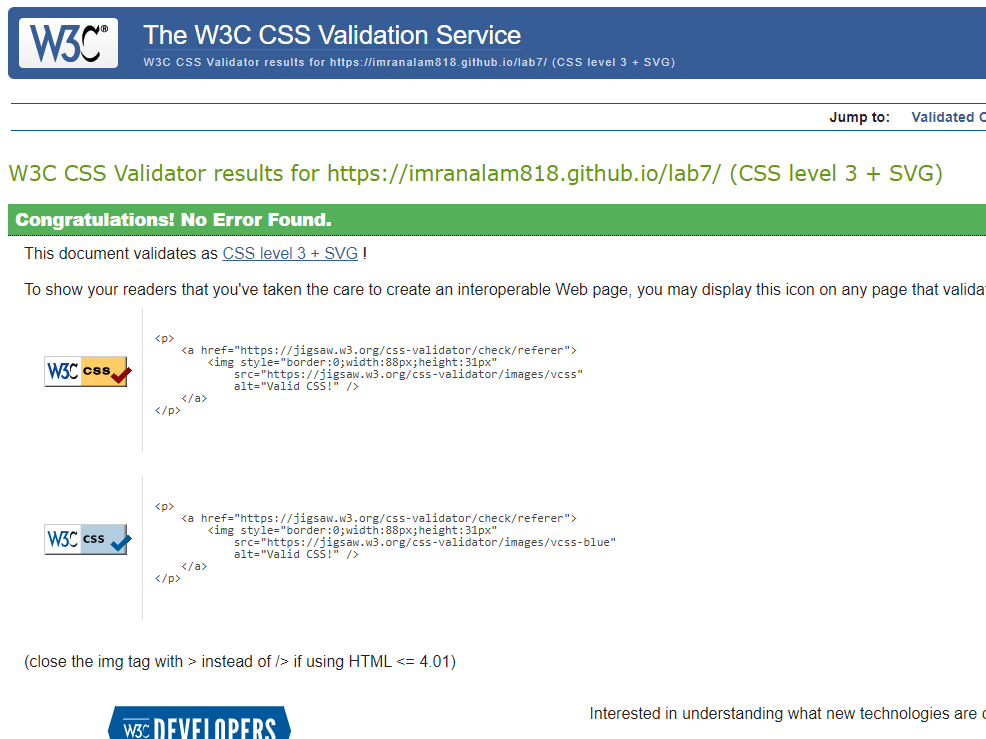 W3C®
The W3C CSS Validation Service
W3C CSS Validator results for https://imranalam818.github.io/lab7/ (CSS level 3 + SVG)
Jump to: Validated
W3C CSS Validator results for https://imranalam818.github.io/lab7/ (CSS level 3 + SVG)
Congratulations! No Error Found.
This document validates as CSS level 3 + SVG !
To show your readers that you've taken the care to create an interoperable Web page, you may display this icon on any page that
W3C css
<p>
<a href="https://jigsaw.w3.org/css-validator/check/referer">
<img style="border:0;width:88px;height:31px"
src="https://jigsaw.w3.org/css-validator/images/vcss"
alt="Valid CSS!" />
</a>
</p>
W3C css
<p>
<a href="https://jigsaw.w3.org/css-validator/check/referer">
<img style="border:0;width:88px;height:31px"
src="https://jigsaw.w3.org/css-validator/images/vcss-blue"
alt="Valid CSS!" />
</a>
</p>
(close the img tag with > instead of /> if using HTML <= 4.01)
W3C DEVELOPERS
Interested in understanding what new technologies are